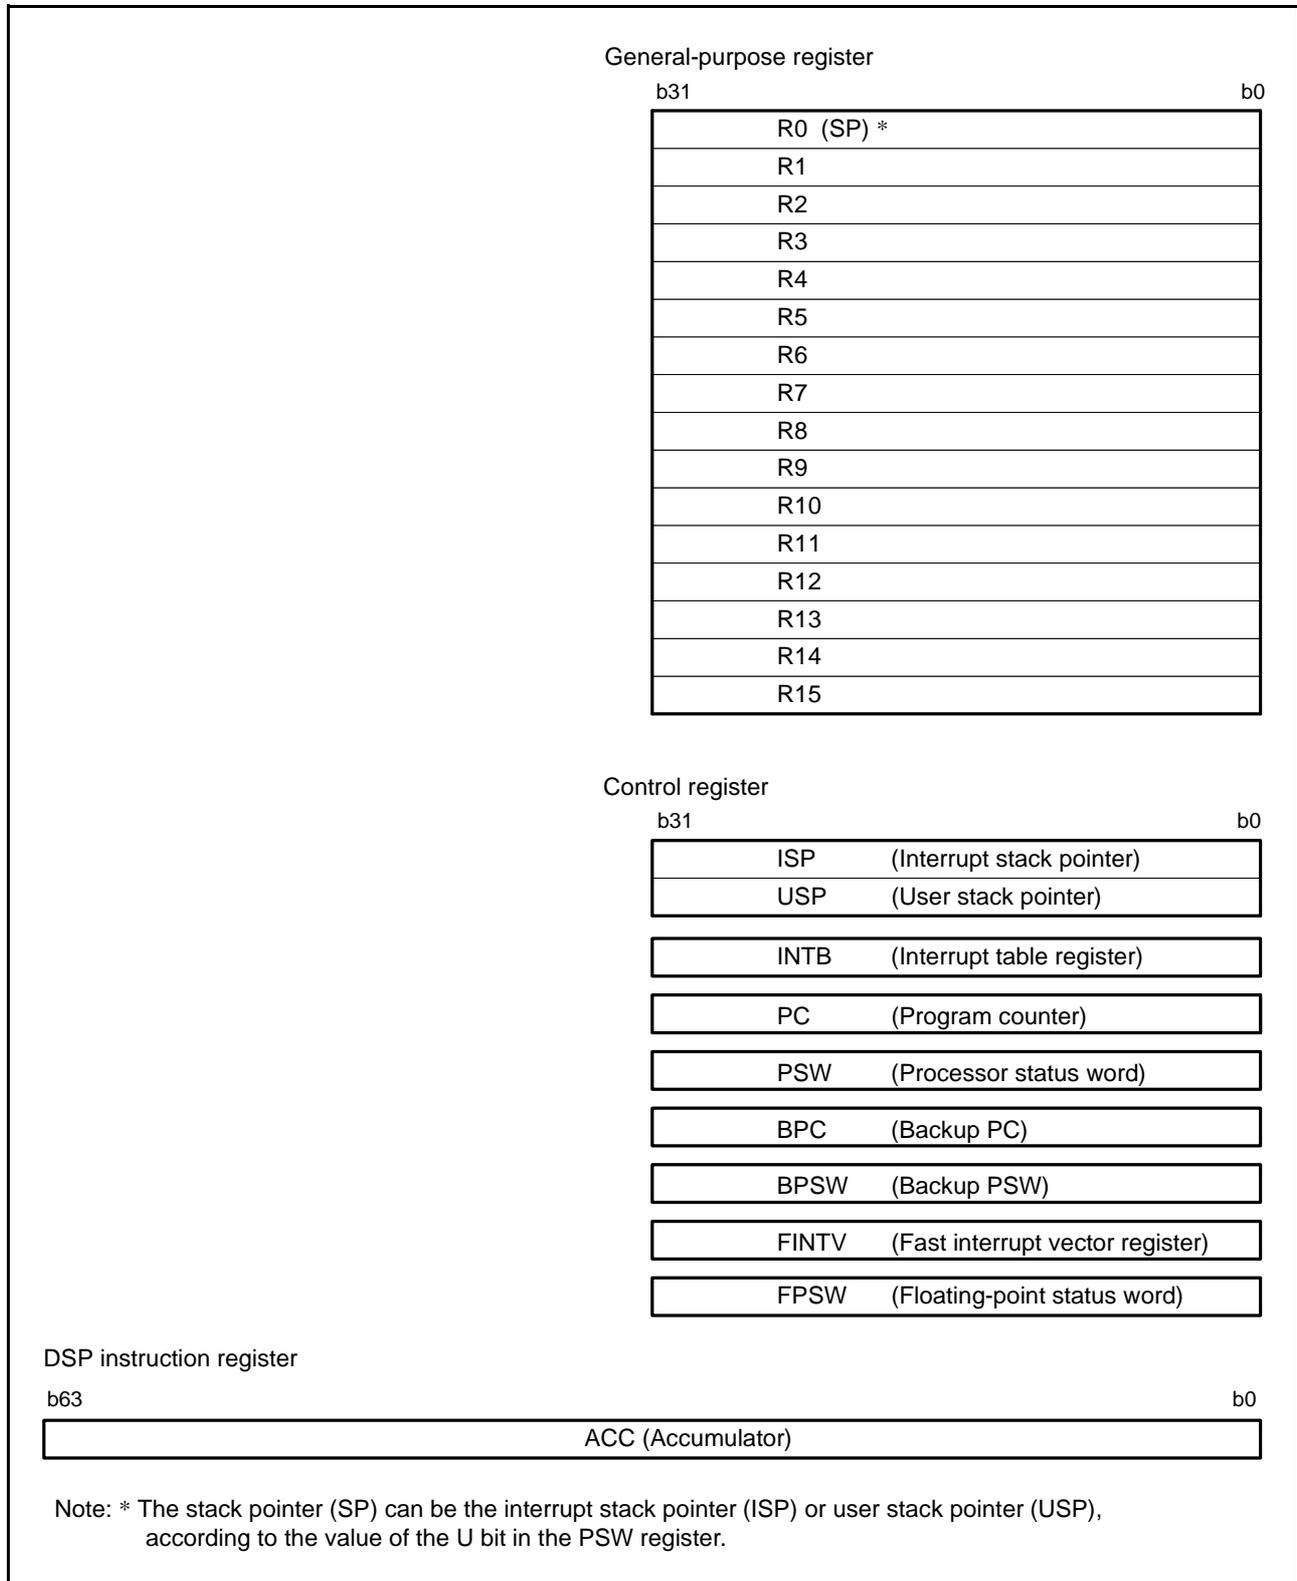 General-purpose register
b31 b0
R0 (SP) *
R1
R2
R3
R4
R5
R6
R7
R8
R9
R10
R11
R12
R13
R14
R15
Control register
b31 b0
ISP (Interrupt stack pointer)
USP (User stack pointer)
INTB (Interrupt table register)
PC (Program counter)
PSW (Processor status word)
BPC (Backup PC)
BPSW (Backup PSW)
FINTV (Fast interrupt vector register)
FPSW (Floating-point status word)
DSP instruction register
b63 b0
ACC (Accumulator)
Note: * The stack pointer (SP) can be the interrupt stack pointer (ISP) or user stack pointer (USP),
according to the value of the U bit in the PSW register.